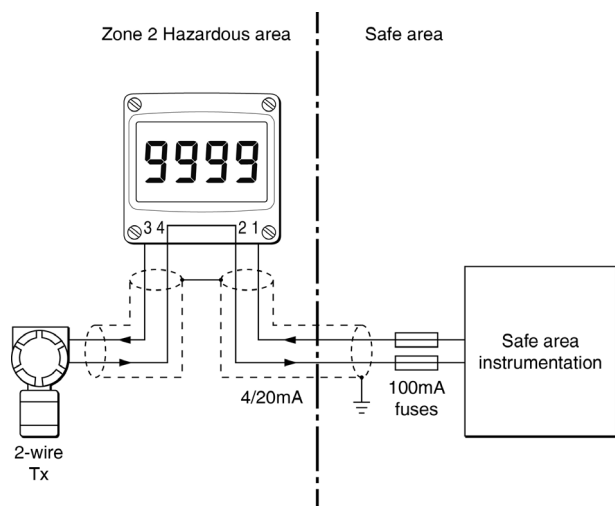 Zone 2 Hazardous area
Safe area
9999
3 4
2 1
Safe area
instrumentation
4/20mA
100mA
fuses
2-wire
Tx